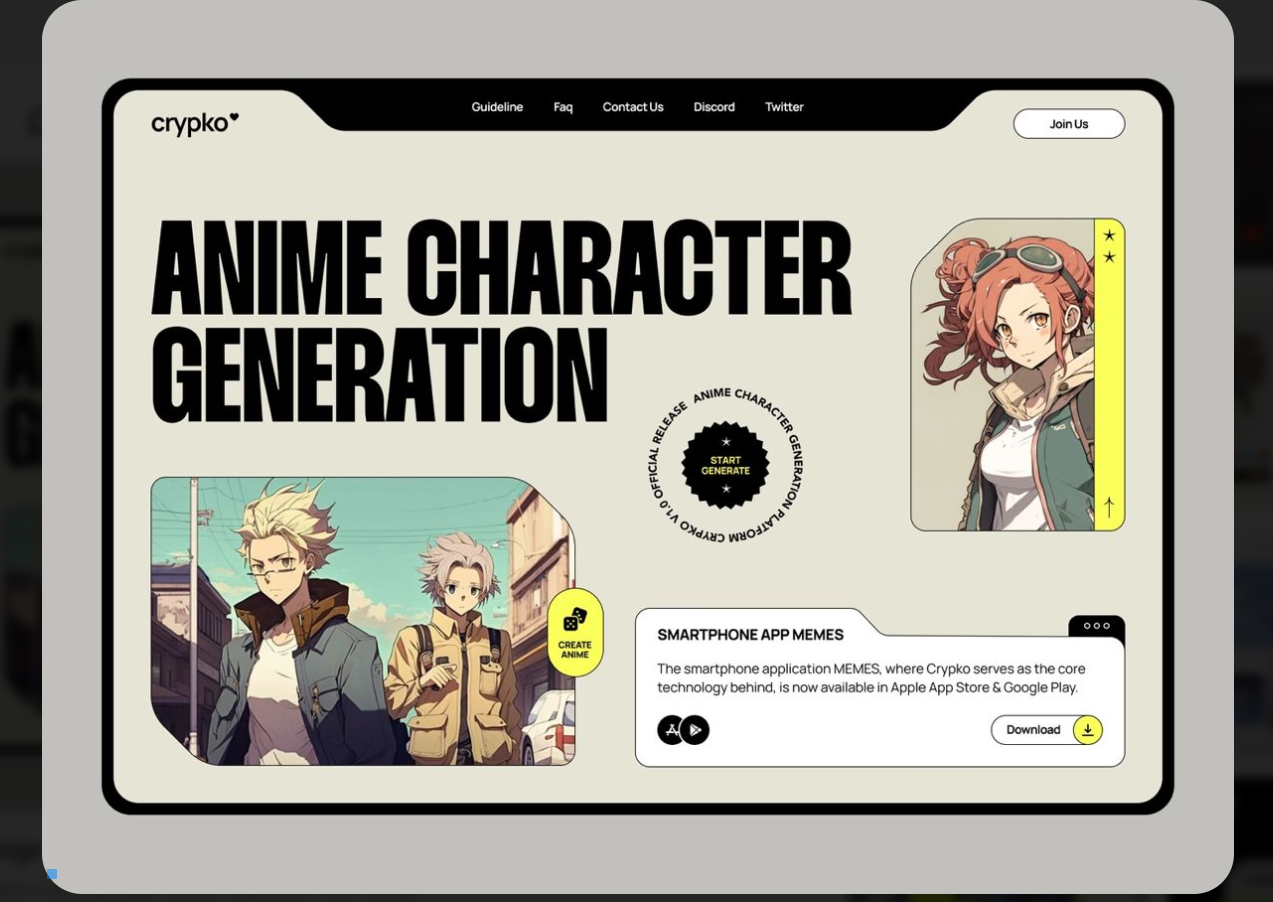 crypko
Guideline Faq Contact Us Discord Twitter
Join Us
ANIME CHARACTER
GENERATION
ANIME CHARACTER GENERATION PLATFORM CRYPKO V1.0 OFFICIAL RELEASE
START
GENERATE
CREATE
ANIME
SMARTPHONE APP MEMES
The smartphone application MEMES, where Crypko serves as the core
technology behind, is now available in Apple App Store & Google Play.
Download